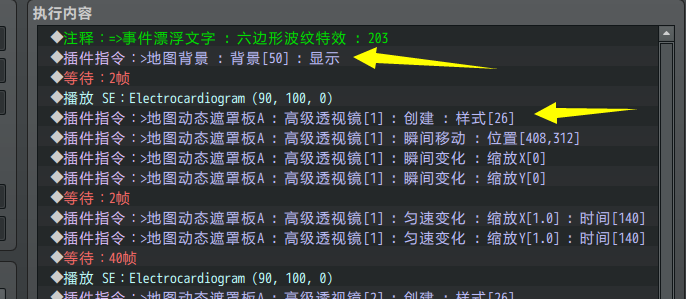 执行内容
◆注释：=>事件漂浮文字 : 六边形波纹特效 : 203
◆插件指令：>地图背景 : 背景[50] : 显示
◆等待：2帧
◆播放 SE：Electrocardiogram (90, 100, 0)
◆插件指令：>地图动态遮罩板A : 高级透视镜[1] : 创建 : 样式[26]
◆插件指令：>地图动态遮罩板A : 高级透视镜[1] : 瞬间移动 : 位置[408,312]
◆插件指令：>地图动态遮罩板A : 高级透视镜[1] : 瞬间变化 : 缩放X[0]
◆插件指令：>地图动态遮罩板A : 高级透视镜[1] : 瞬间变化 : 缩放Y[0]
◆等待：2帧
◆插件指令：>地图动态遮罩板A : 高级透视镜[1] : 匀速变化 : 缩放X[1.0] : 时间[140]
◆插件指令：>地图动态遮罩板A : 高级透视镜[1] : 匀速变化 : 缩放Y[1.0] : 时间[140]
◆等待：40帧
◆播放 SE：Electrocardiogram (90, 100, 0)
◆插件指令：>地图动态遮罩板A : 高级透视镜[2] : 创建 : 样式[26]